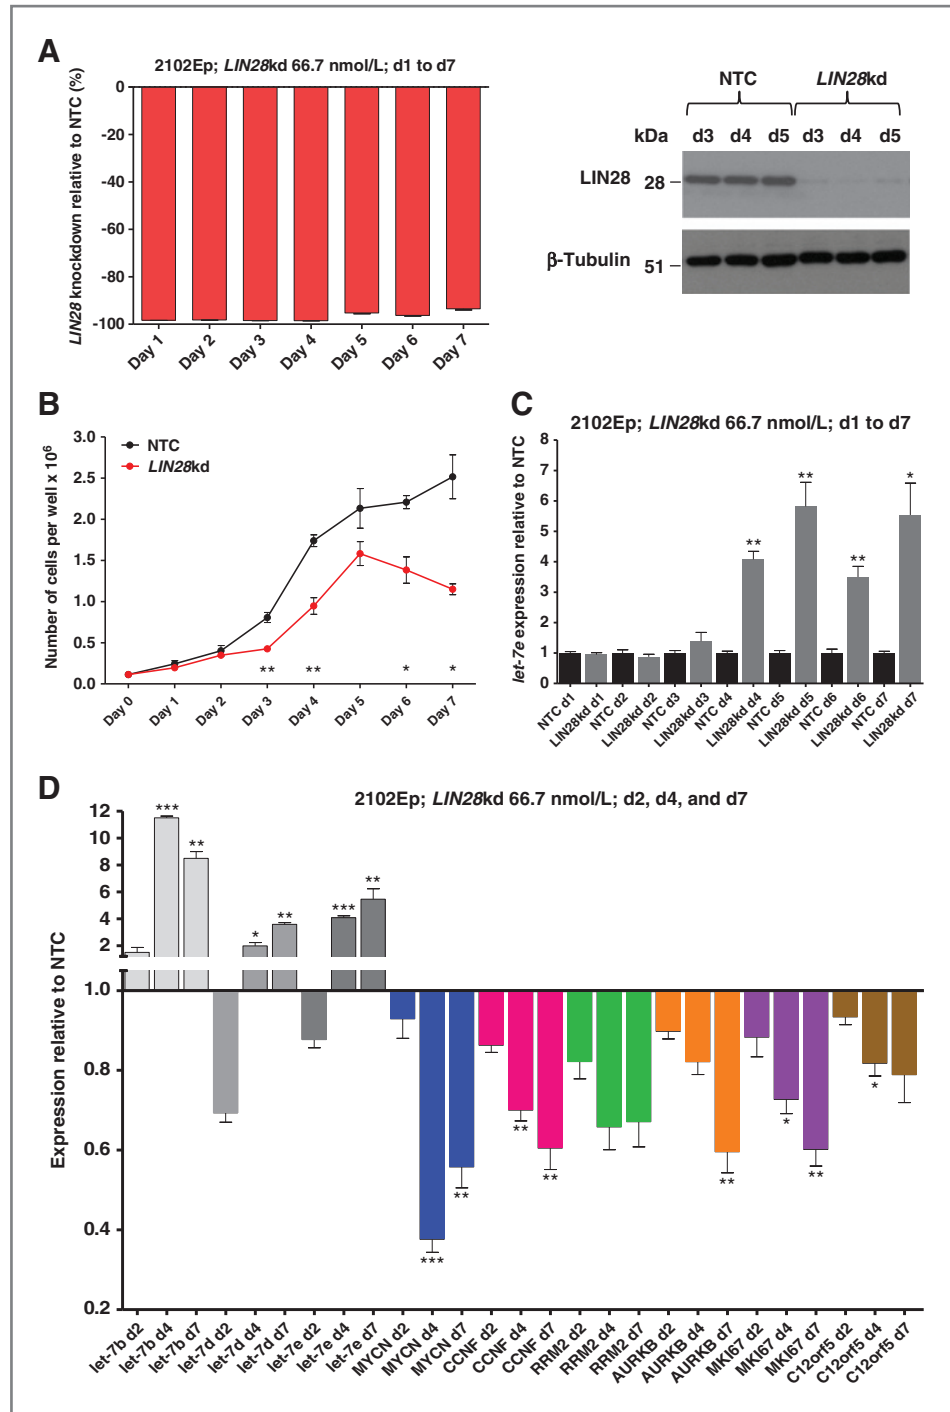 A
2102Ep; LIN28kd 66.7 nmol/L; d1 to d7
LIN28 knockdown relative to NTC (%)
0
-20
-40
-60
-80
-100
Day 1
Day 2
Day 3
Day 4
Day 5
Day 6
Day 7
NTC LIN28kd
kDa d3 d4 d5 d3 d4 d5
LIN28 28
β-Tubulin 51
B
Number of cells per well x 10⁶
3.0
2.5
2.0
1.5
1.0
0.5
0.0
NTC
LIN28kd
** ** * *
Day 0
Day 1
Day 2
Day 3
Day 4
Day 5
Day 6
Day 7
C
2102Ep; LIN28kd 66.7 nmol/L; d1 to d7
let-7e expression relative to NTC
8
7
6
5
4
3
2
1
0
** ** ** *
NTC d1
LIN28kd d1
NTC d2
LIN28kd d2
NTC d3
LIN28kd d3
NTC d4
LIN28kd d4
NTC d5
LIN28kd d5
NTC d6
LIN28kd d6
NTC d7
LIN28kd d7
D
2102Ep; LIN28kd 66.7 nmol/L; d2, d4, and d7
Expression relative to NTC
12
10
8
6
4
2
1.0
0.8
0.6
0.4
0.2
*** ** * ** *** **
*** ** ** ** ** * ** *
let-7b d2
let-7b d4
let-7b d7
let-7d d2
let-7d d4
let-7d d7
let-7e d2
let-7e d4
let-7e d7
MYCN d2
MYCN d4
MYCN d7
CCNF d2
CCNF d4
CCNF d7
RRM2 d2
RRM2 d4
RRM2 d7
AURKB d2
AURKB d4
AURKB d7
MKI67 d2
MKI67 d4
MKI67 d7
C12orf5 d2
C12orf5 d4
C12orf5 d7